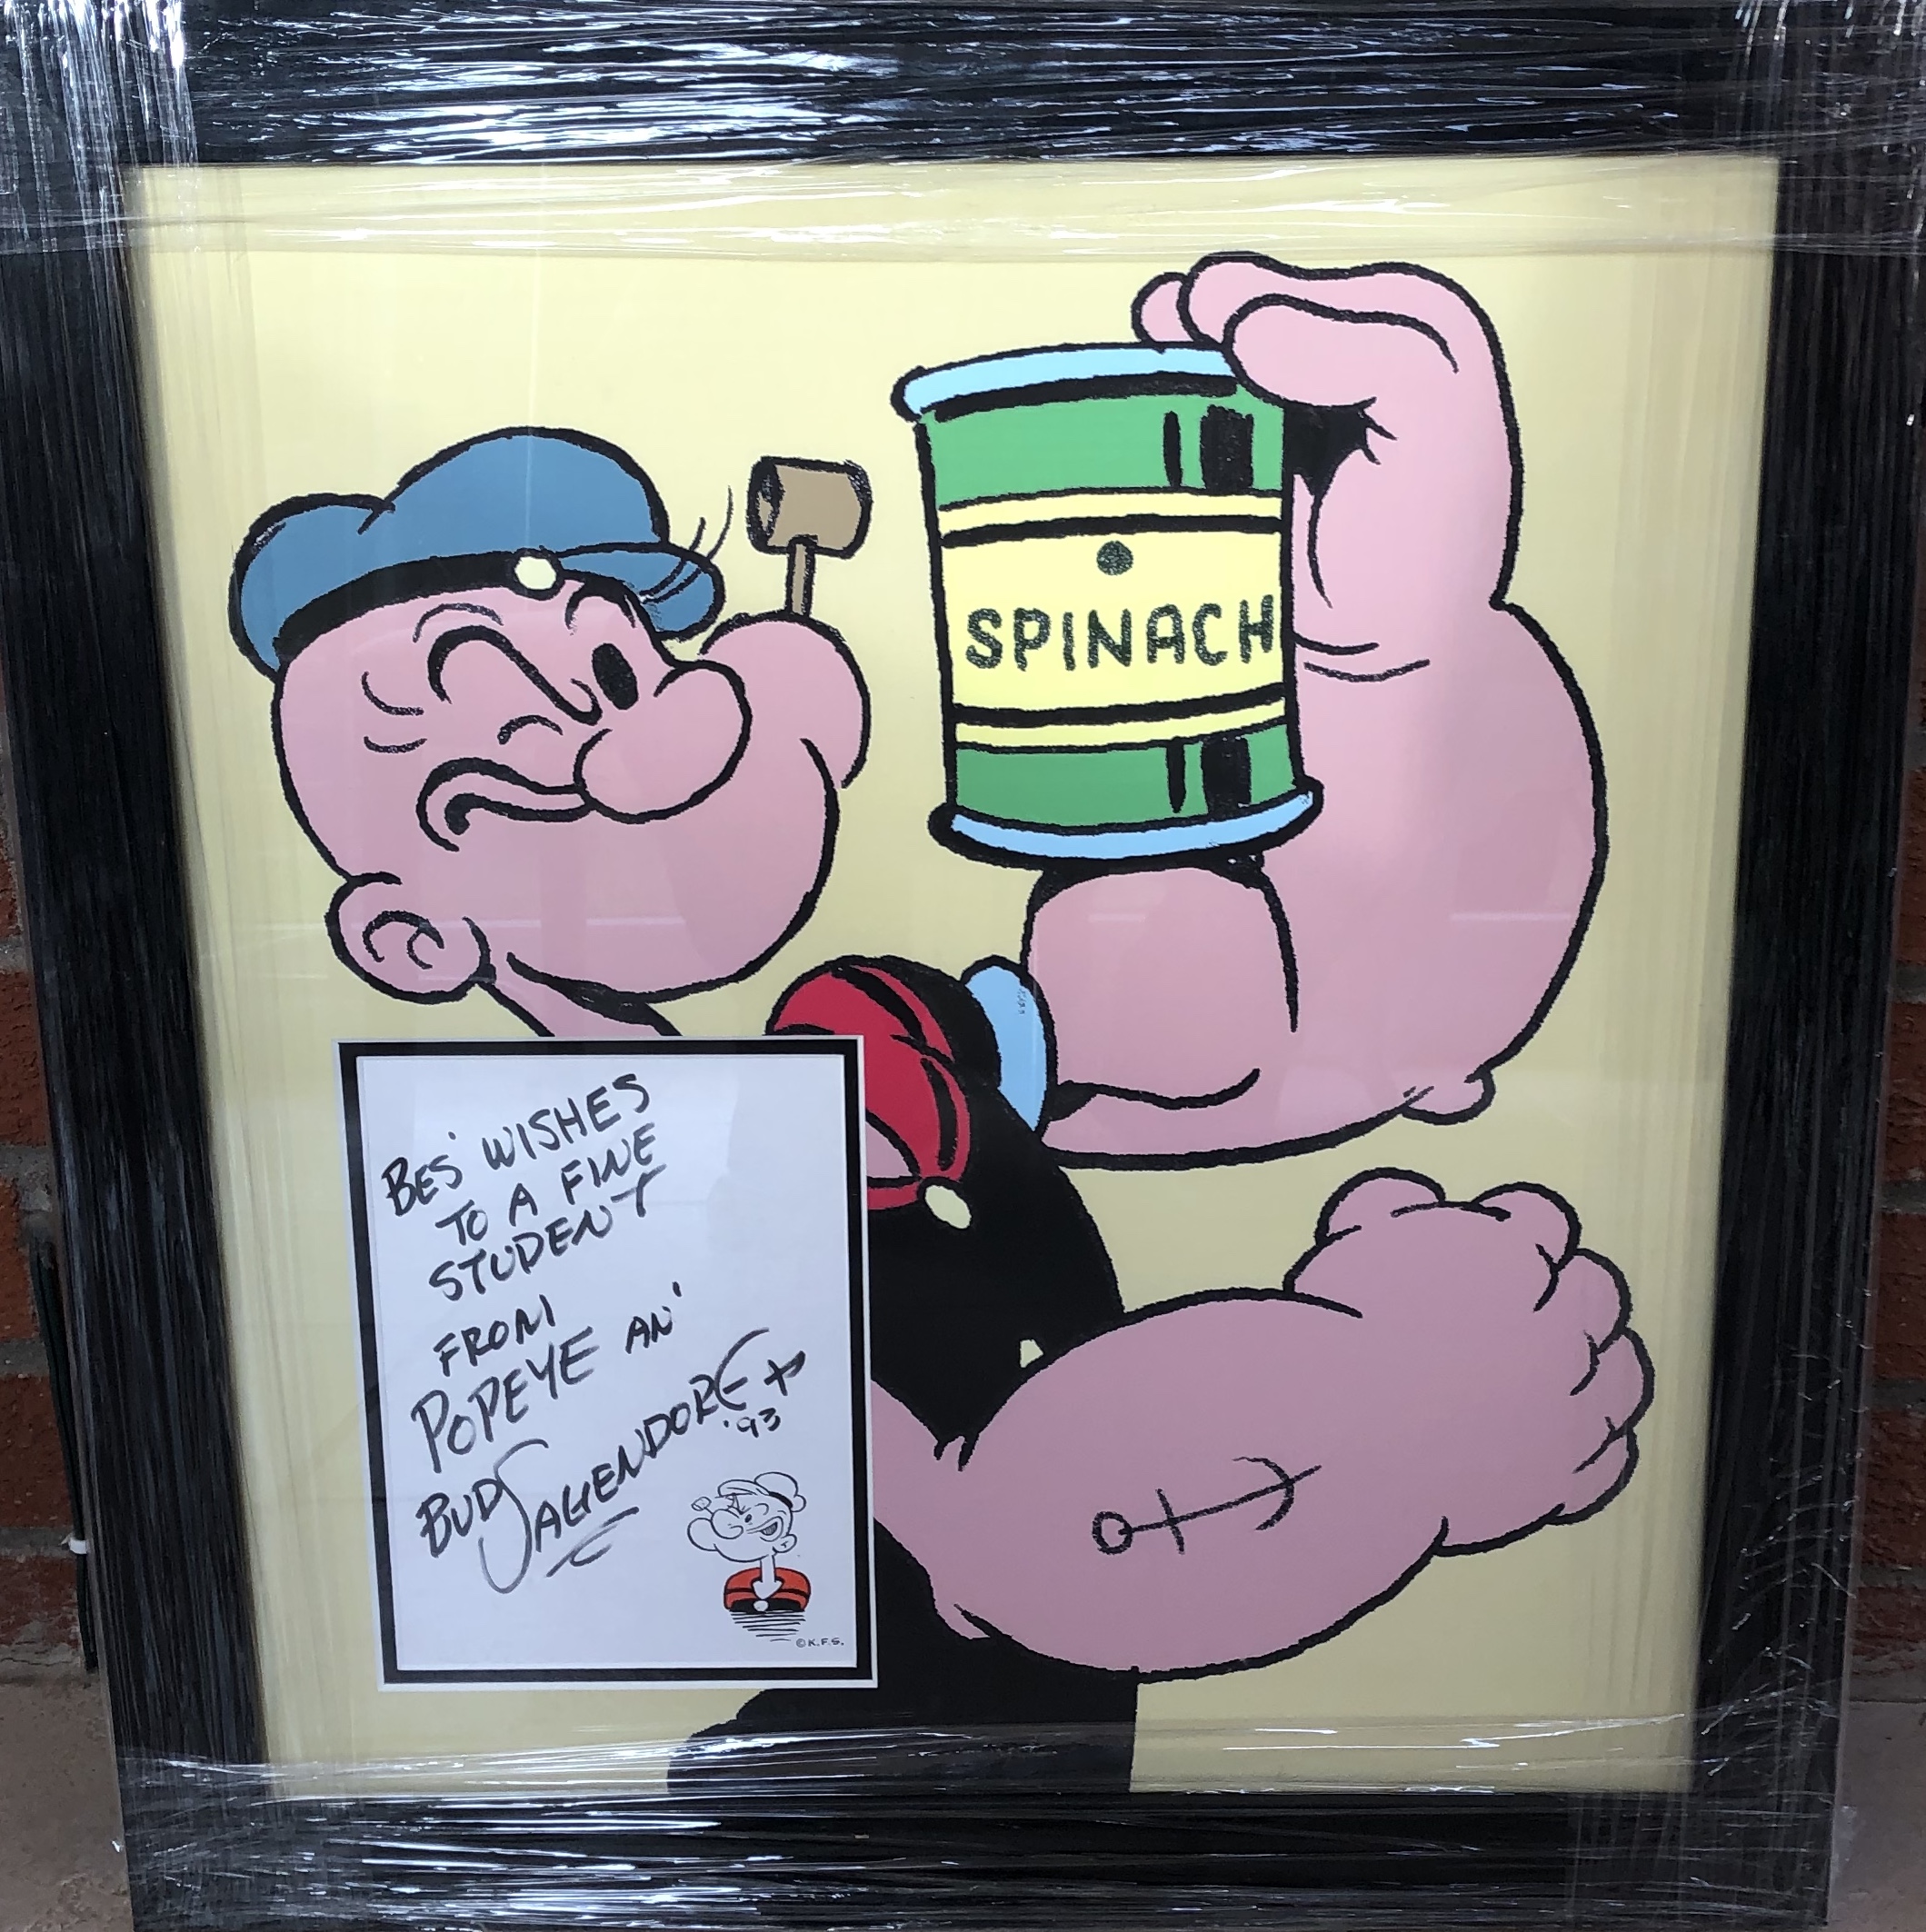 SPINACH
BES' WISHES
TO A FINE
STUDENT
FROM
POPEYE AN'
BUD SAGENDORF
'93
©K.F.S.